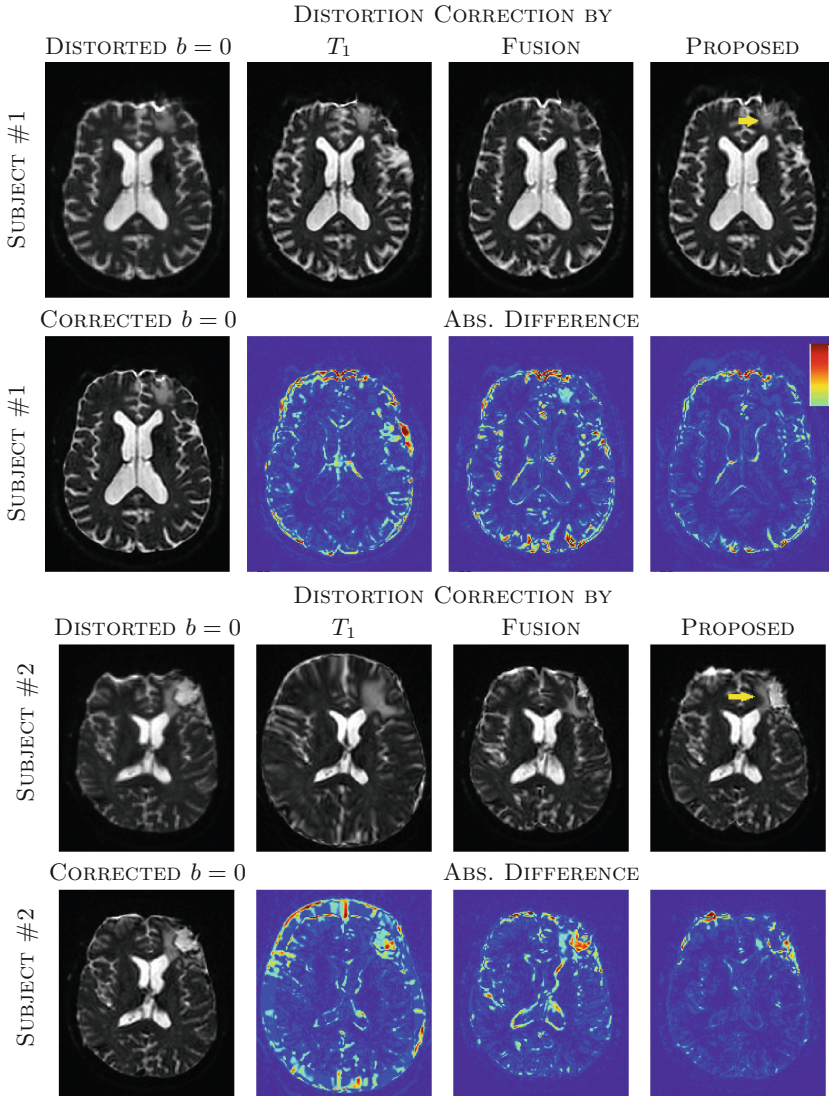 DISTORTION CORRECTION BY
DISTORTED b = 0 T1 FUSION PROPOSED
SUBJECT #1
CORRECTED b = 0 ABS. DIFFERENCE
SUBJECT #1
DISTORTION CORRECTION BY
DISTORTED b = 0 T1 FUSION PROPOSED
SUBJECT #2
CORRECTED b = 0 ABS. DIFFERENCE
SUBJECT #2